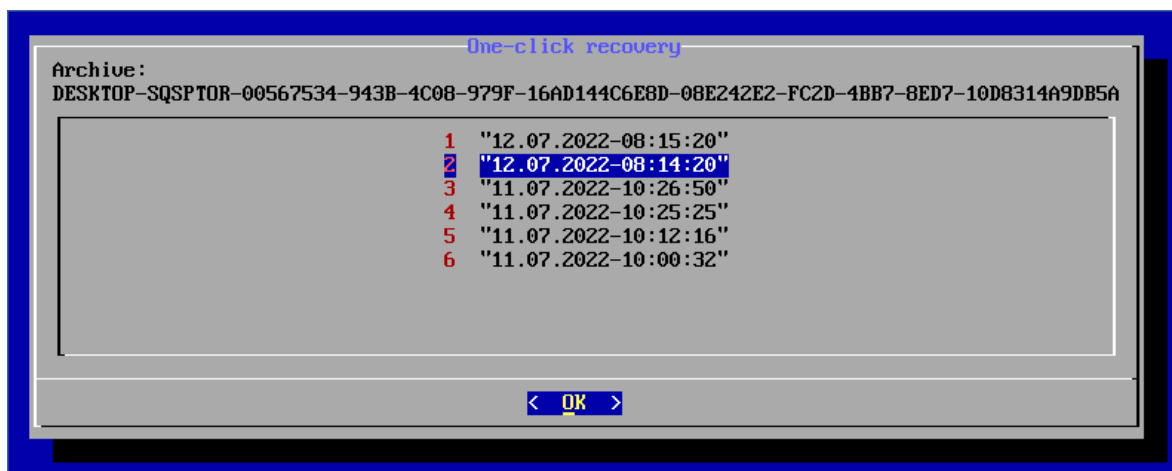 One-click recovery
Archive:
DESKTOP-SQSPTOR-00567534-943B-4C08-979F-16AD144C6E8D-08E242E2-FC2D-4BB7-8ED7-10D8314A9DB5A
1 "12.07.2022-08:15:20"
2 "12.07.2022-08:14:20"
3 "11.07.2022-10:26:50"
4 "11.07.2022-10:25:25"
5 "11.07.2022-10:12:16"
6 "11.07.2022-10:00:32"
< OK >